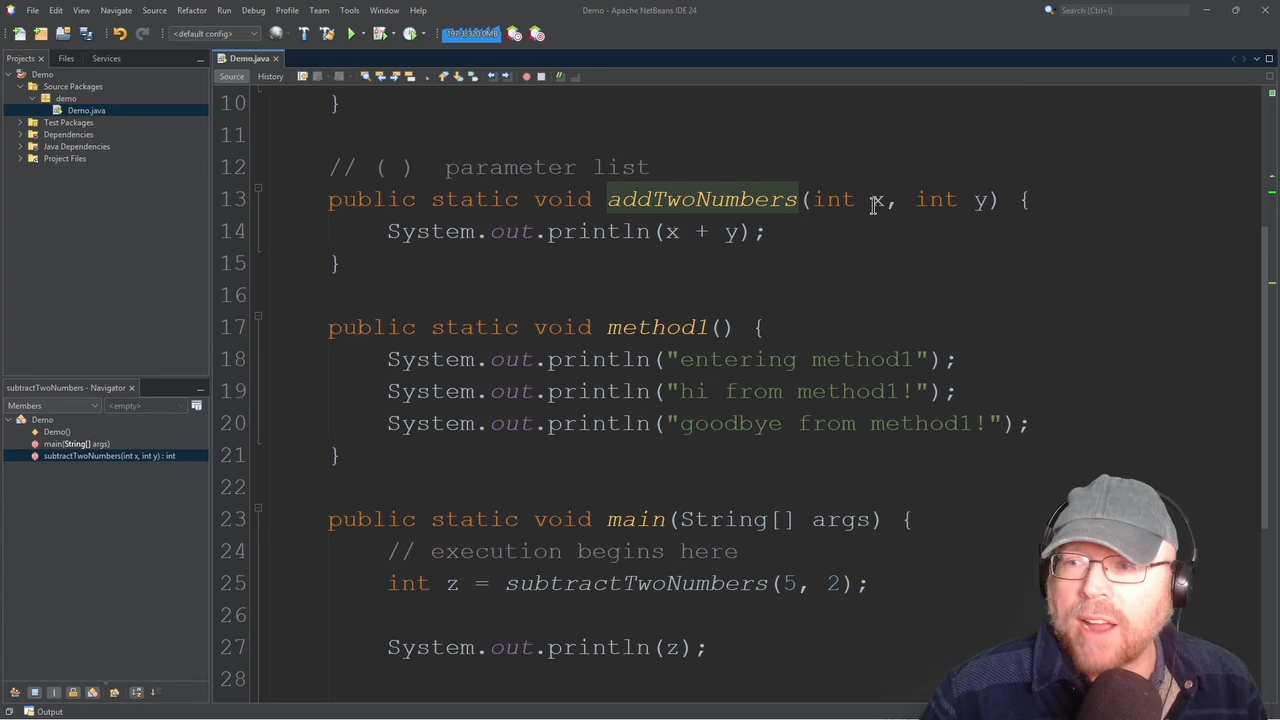 File Edit View Navigate Source Refactor Run Debug Profile Team Tools Window Help
Demo - Apache NetBeans IDE 24
Search (Ctrl+I)
<default config>
197.3/320.0MB
Projects Files Services
Demo
Source Packages
demo
Demo.java
Test Packages
Dependencies
Java Dependencies
Project Files
subtractTwoNumbers - Navigator
Members <empty>
Demo
Demo()
main(String[] args)
subtractTwoNumbers(int x, int y) : int
Demo.java
Source History
10 }
11
12 // ( ) parameter list
13 public static void addTwoNumbers(int x, int y) {
14 System.out.println(x + y);
15 }
16
17 public static void method1() {
18 System.out.println("entering method1");
19 System.out.println("hi from method1!");
20 System.out.println("goodbye from method1!");
21 }
22
23 public static void main(String[] args) {
24 // execution begins here
25 int z = subtractTwoNumbers(5, 2);
26
27 System.out.println(z);
28
Output